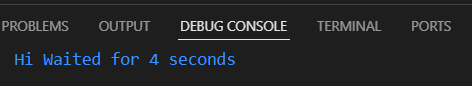 PROBLEMS OUTPUT DEBUG CONSOLE TERMINAL PORTS
Hi Waited for 4 seconds